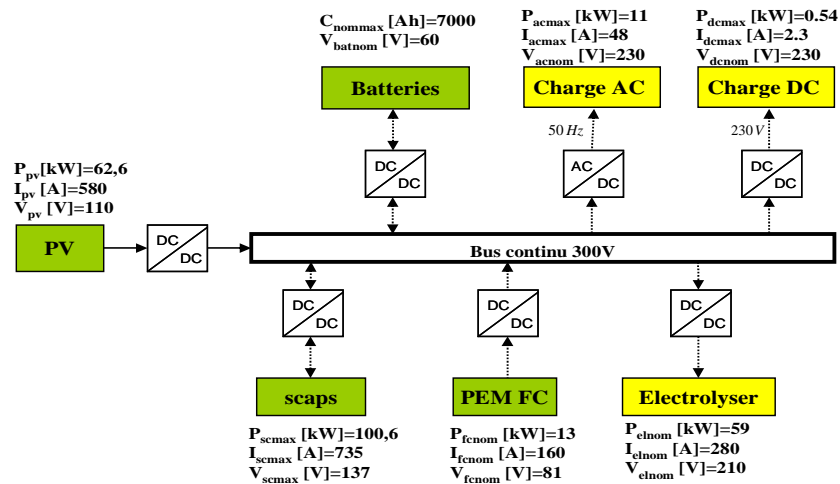 C_nommax [Ah]=7000
V_batnom [V]=60
P_acmax [kW]=11
I_acmax [A]=48
V_acnom [V]=230
P_dcmax [kW]=0.54
I_dcmax [A]=2.3
V_dcnom [V]=230
Batteries
Charge AC
Charge DC
50 Hz
230 V
DC
DC
AC
DC
DC
DC
P_pv[kW]=62,6
I_pv [A]=580
V_pv [V]=110
PV
DC
DC
Bus continu 300V
DC
DC
DC
DC
DC
DC
scaps
PEM FC
Electrolyser
P_scmax [kW]=100,6
I_scmax [A]=735
V_scmax [V]=137
P_fcnom [kW]=13
I_fcnom [A]=160
V_fcnom [V]=81
P_elnom [kW]=59
I_elnom [A]=280
V_elnom [V]=210